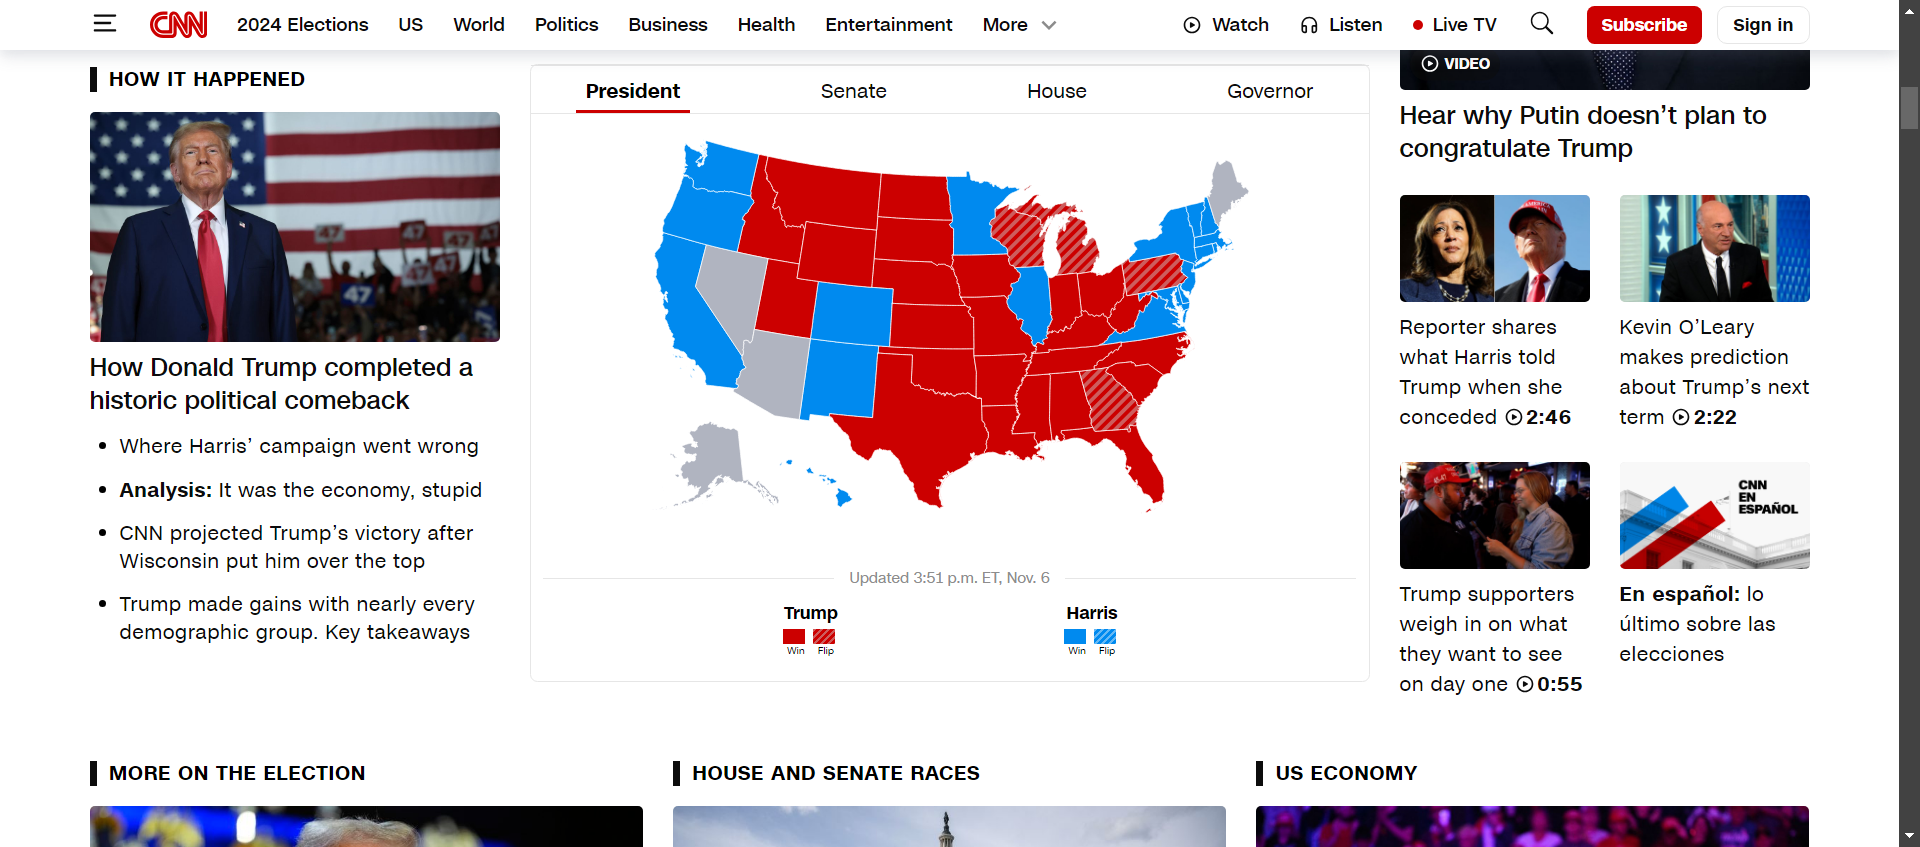 CNN
2024 Elections
US
World
Politics
Business
Health
Entertainment
More
Watch
Listen
Live TV
Subscribe
Sign in
HOW IT HAPPENED
47
47
47
47
47
How Donald Trump completed a
historic political comeback
Where Harris’ campaign went wrong
Analysis: It was the economy, stupid
CNN projected Trump’s victory after
Wisconsin put him over the top
Trump made gains with nearly every
demographic group. Key takeaways
President
Senate
House
Governor
Updated 3:51 p.m. ET, Nov. 6
Trump
Win
Flip
Harris
Win
Flip
VIDEO
Hear why Putin doesn’t plan to
congratulate Trump
Reporter shares
what Harris told
Trump when she
conceded 2:46
Kevin O’Leary
makes prediction
about Trump’s next
term 2:22
Trump supporters
weigh in on what
they want to see
on day one 0:55
CNN
EN
ESPAÑOL
En español: lo
último sobre las
elecciones
MORE ON THE ELECTION
HOUSE AND SENATE RACES
US ECONOMY